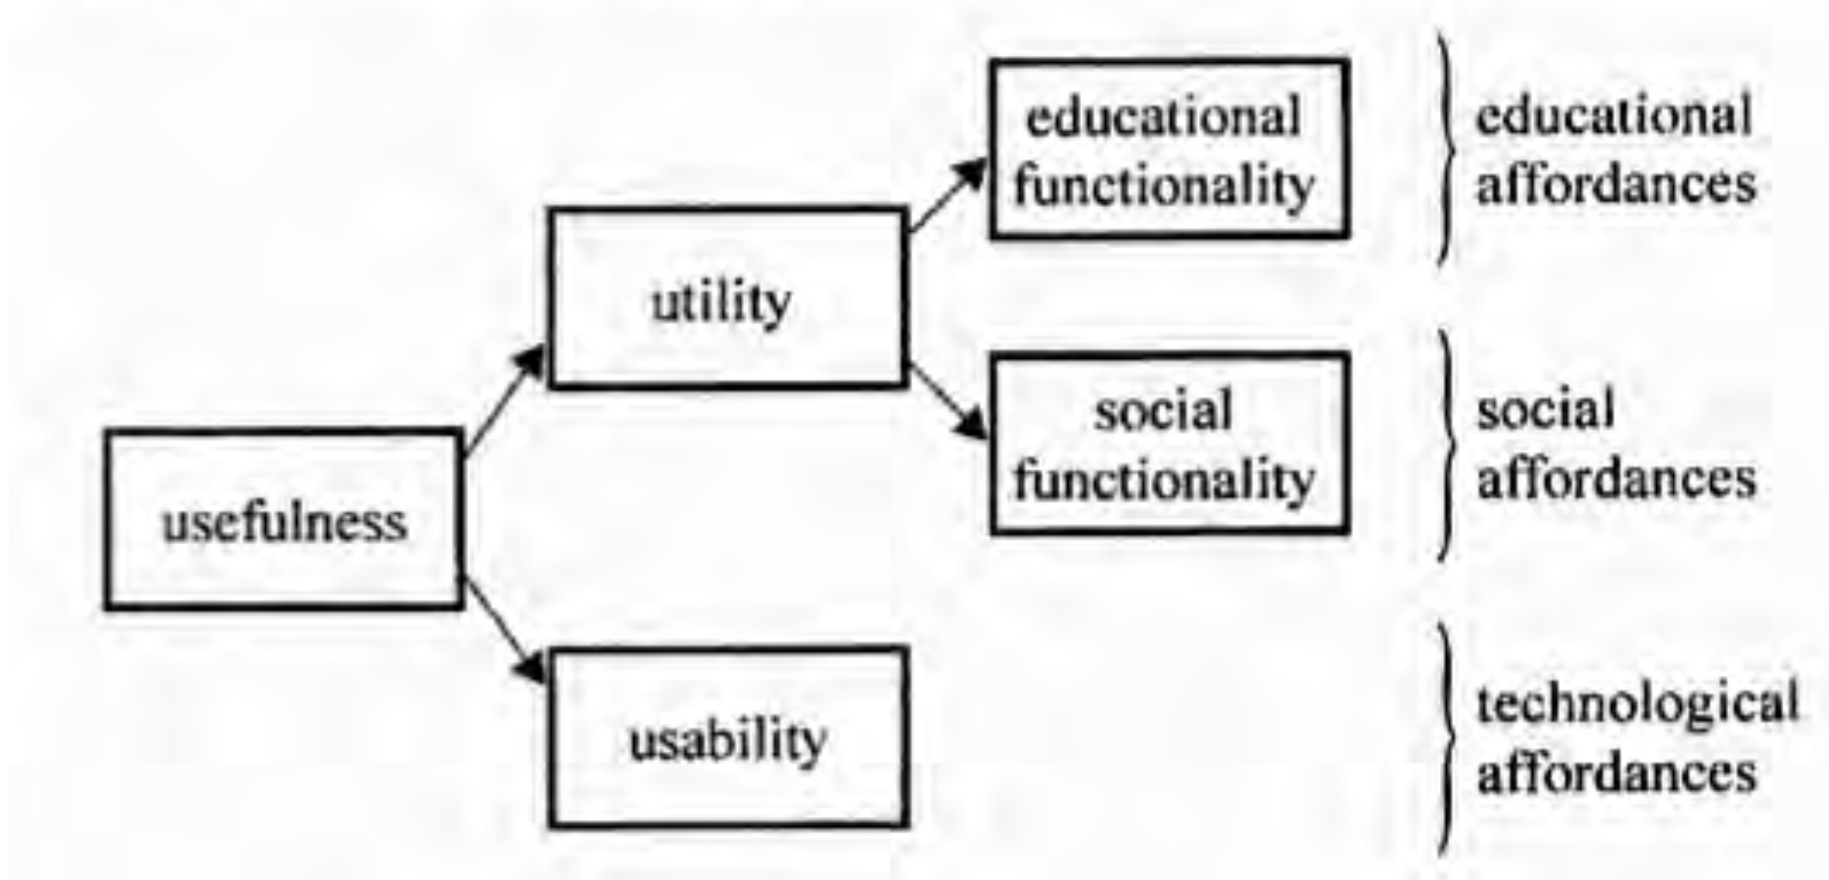 educational
functionality
educational
affordances
utility
social
functionality
social
affordances
usefulness
usability
technological
affordances